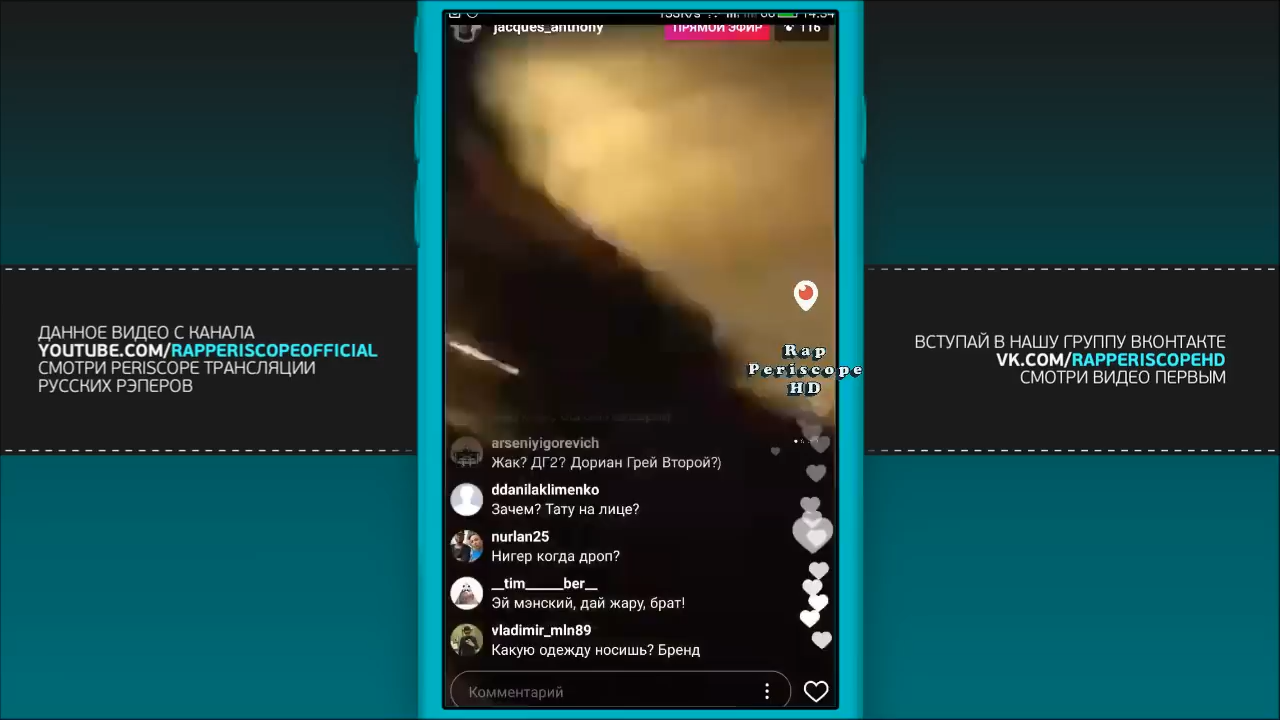 14:34
jacques_anthony
ПРЯМОЙ ЭФИР
116
ДАННОЕ ВИДЕО С КАНАЛА
YOUTUBE.COM/RAPPERISCOPEOFFICIAL
СМОТРИ PERISCOPE ТРАНСЛЯЦИИ
РУССКИХ РЭПЕРОВ
Rap
Periscope
HD
ВСТУПАЙ В НАШУ ГРУППУ ВКОНТАКТЕ
VK.COM/RAPPERISCOPEHD
СМОТРИ ВИДЕО ПЕРВЫМ
arseniyigorevich
Жак? ДГ2? Дориан Грей Второй?)
ddanilaklimenko
Зачем? Тату на лице?
nurlan25
Нигер когда дроп?
__tim_____ber__
Эй мэнский, дай жару, брат!
vladimir_mln89
Какую одежду носишь? Бренд
Комментарий